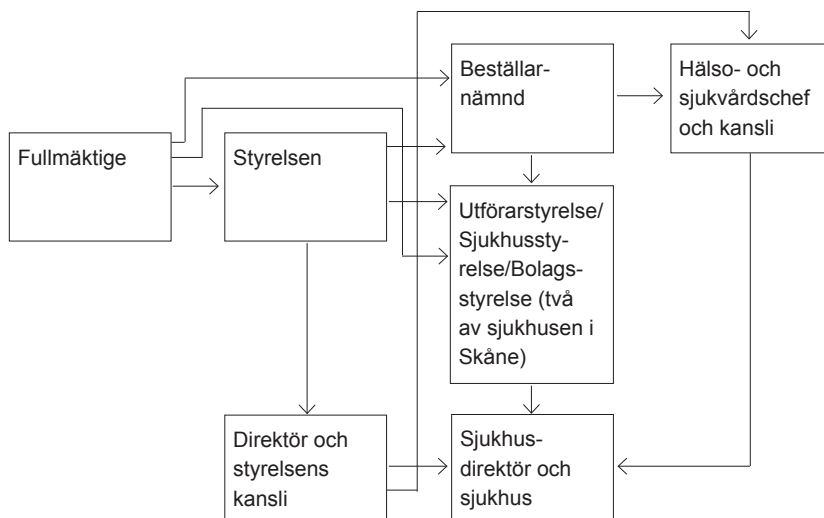 Beställar-
nämnd
Hälso- och
sjukvårdschef
och kansli
Fullmäktige
Styrelsen
Utförarstyrelse/
Sjukhussty-
relse/Bolags-
styrelse (två
av sjukhusen i
Skåne)
Direktör och
styrelsens
kansli
Sjukhus-
direktör och
sjukhus